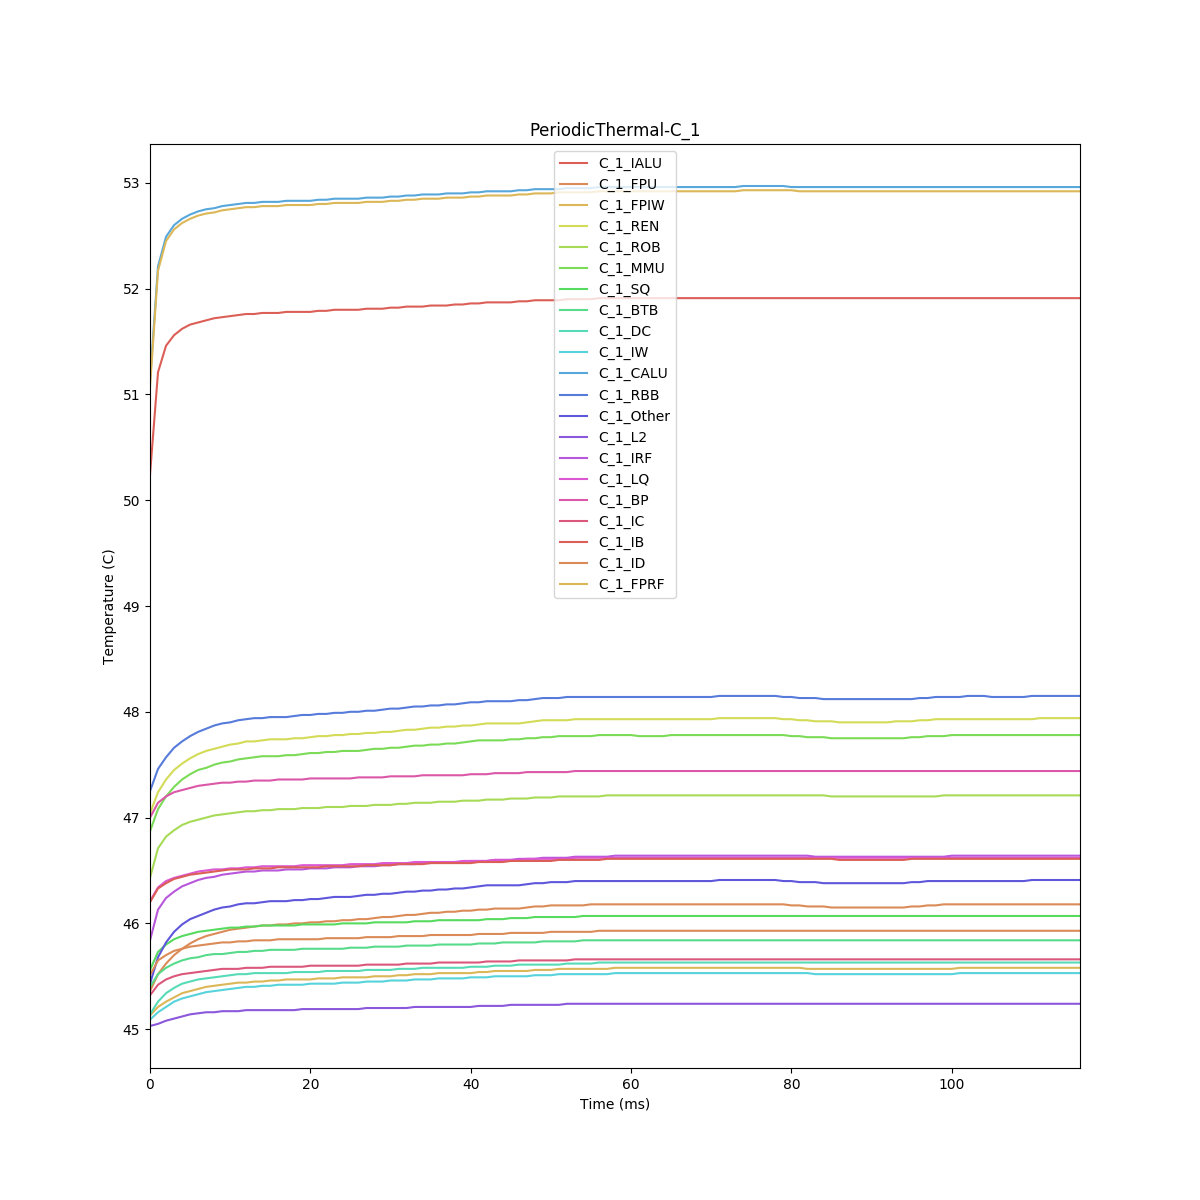 PeriodicThermal-C_1
C_1_IALU
C_1_FPU
C_1_FPIW
C_1_REN
C_1_ROB
C_1_MMU
C_1_SQ
C_1_BTB
C_1_DC
C_1_IW
C_1_CALU
C_1_RBB
C_1_Other
C_1_L2
C_1_IRF
C_1_LQ
C_1_BP
C_1_IC
C_1_IB
C_1_ID
C_1_FPRF
53
52
51
50
49
48
47
46
45
Temperature (C)
0 20 40 60 80 100
Time (ms)